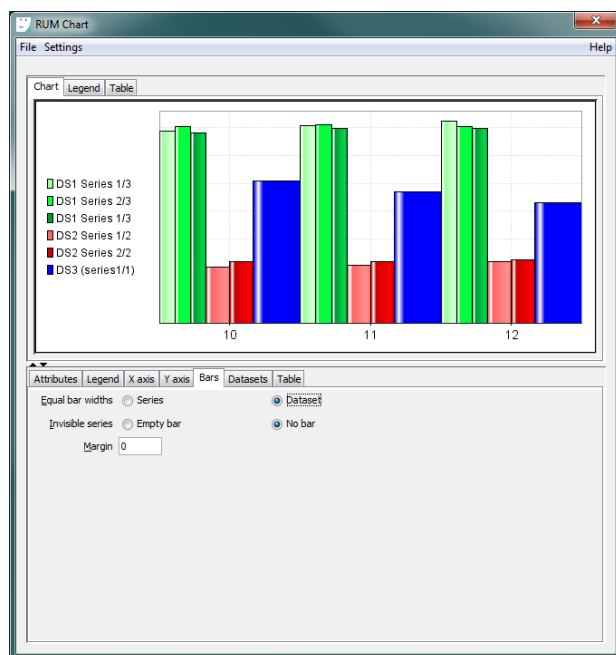 RUM Chart
File Settings Help
Chart Legend Table
DS1 Series 1/3
DS1 Series 2/3
DS1 Series 1/3
DS2 Series 1/2
DS2 Series 2/2
DS3 (series1/1)
10 11 12
Attributes Legend X axis Y axis Bars Datasets Table
Equal bar widths Series Dataset
Invisible series Empty bar No bar
Margin 0